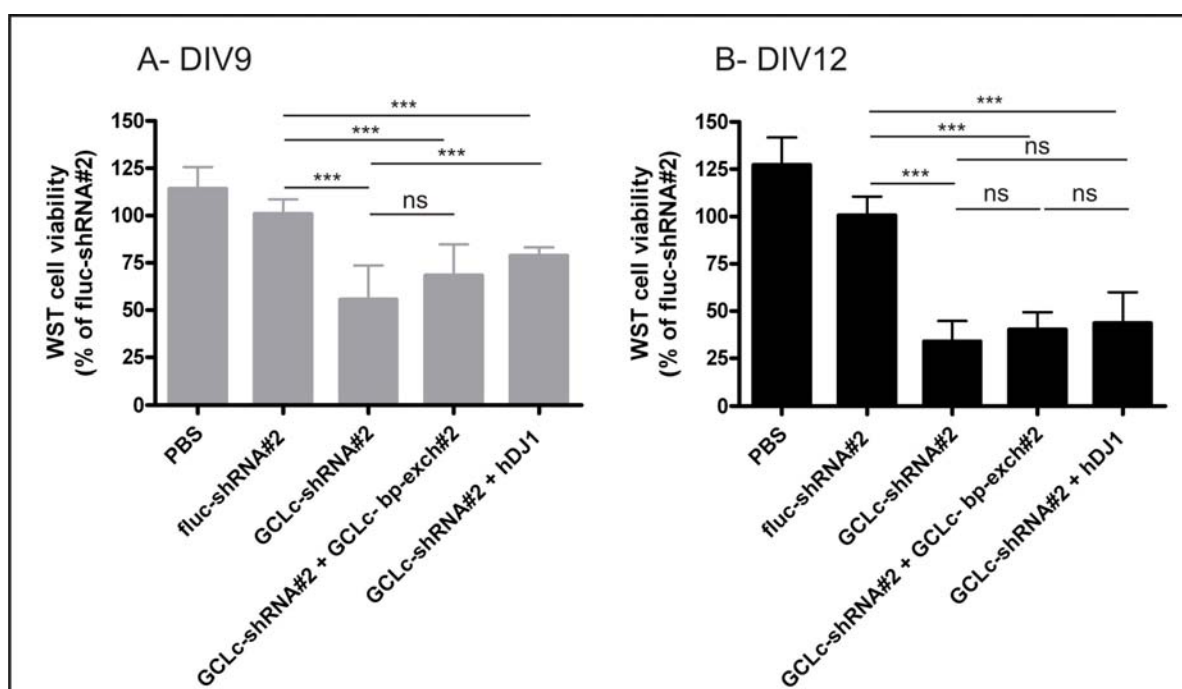 A- DIV9
***
***
***
***
ns
150
125
100
75
50
25
0
WST cell viability
(% of fluc-shRNA#2)
PBS
fluc-shRNA#2
GCLc-shRNA#2
GCLc-shRNA#2 + GCLc- bp-exch#2
GCLc-shRNA#2 + hDJ1
B- DIV12
***
***
ns
***
ns
ns
150
125
100
75
50
25
0
WST cell viability
(% of fluc-shRNA#2)
PBS
fluc-shRNA#2
GCLc-shRNA#2
GCLc-shRNA#2 + GCLc- bp-exch#2
GCLc-shRNA#2 + hDJ1